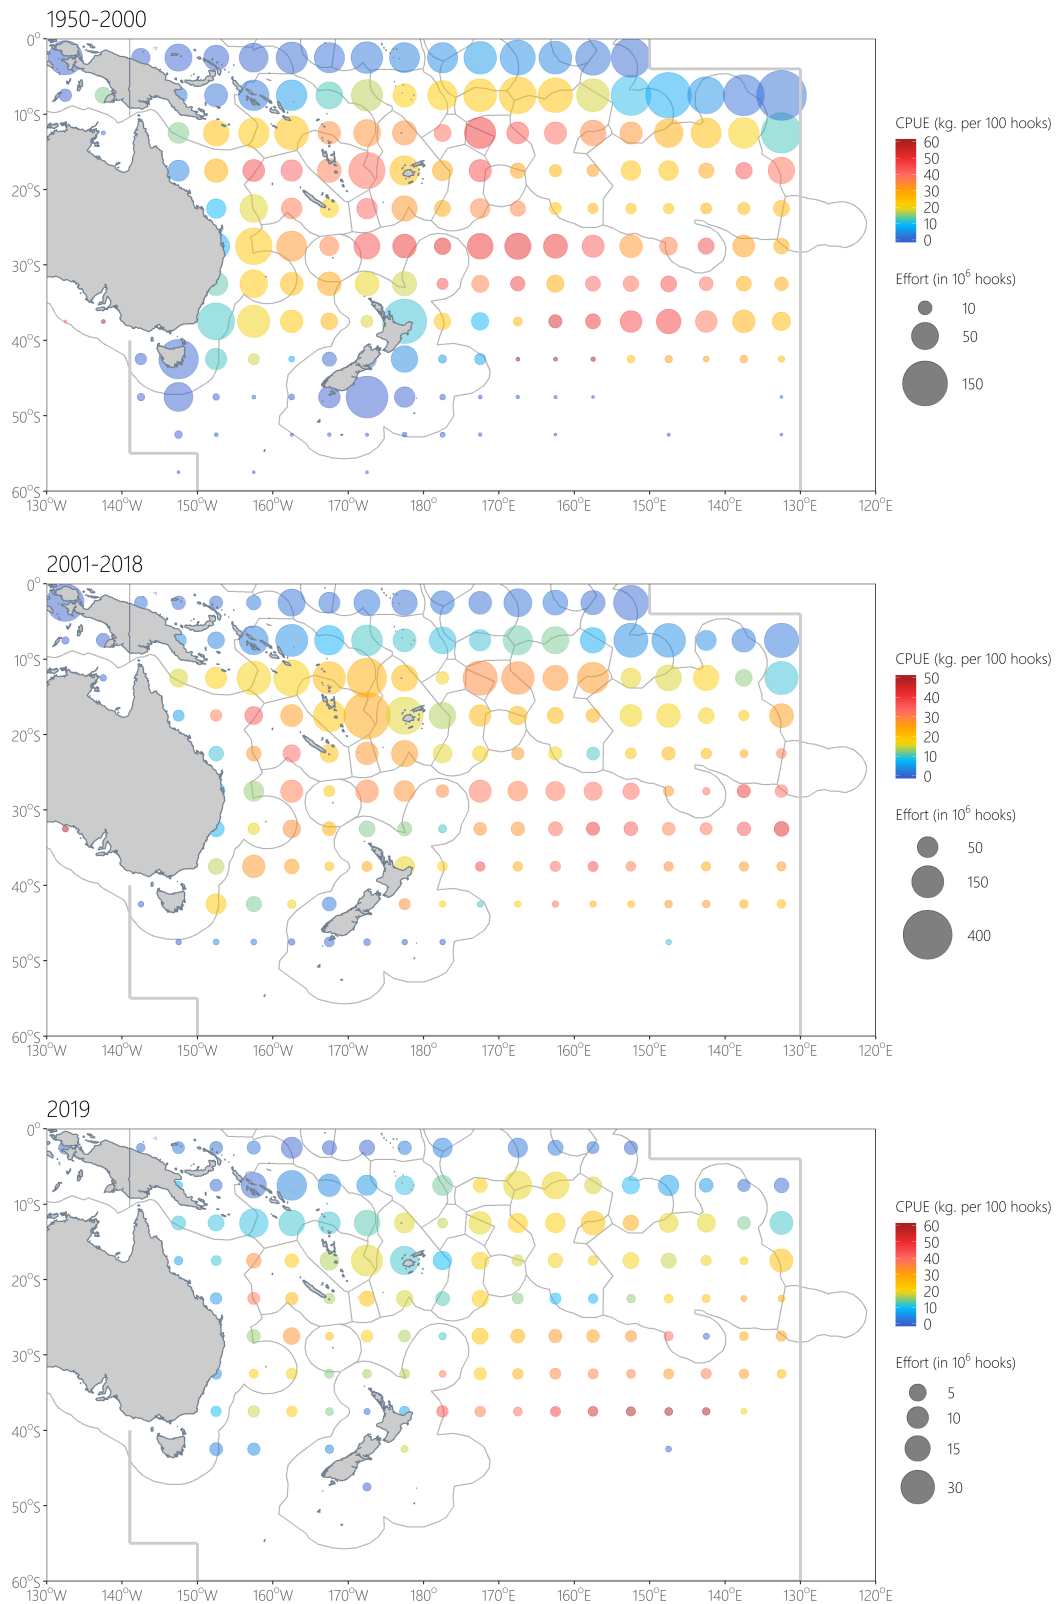 1950-2000
0°
10°S
20°S
30°S
40°S
50°S
60°S
130°W 140°W 150°W 160°W 170°W 180° 170°E 160°E 150°E 140°E 130°E 120°E
CPUE (kg. per 100 hooks)
60
50
40
30
20
10
0
Effort (in 10⁶ hooks)
10
50
150
2001-2018
0°
10°S
20°S
30°S
40°S
50°S
60°S
130°W 140°W 150°W 160°W 170°W 180° 170°E 160°E 150°E 140°E 130°E 120°E
CPUE (kg. per 100 hooks)
50
40
30
20
10
0
Effort (in 10⁶ hooks)
50
150
400
2019
0°
10°S
20°S
30°S
40°S
50°S
60°S
130°W 140°W 150°W 160°W 170°W 180° 170°E 160°E 150°E 140°E 130°E 120°E
CPUE (kg. per 100 hooks)
60
50
40
30
20
10
0
Effort (in 10⁶ hooks)
5
10
15
30